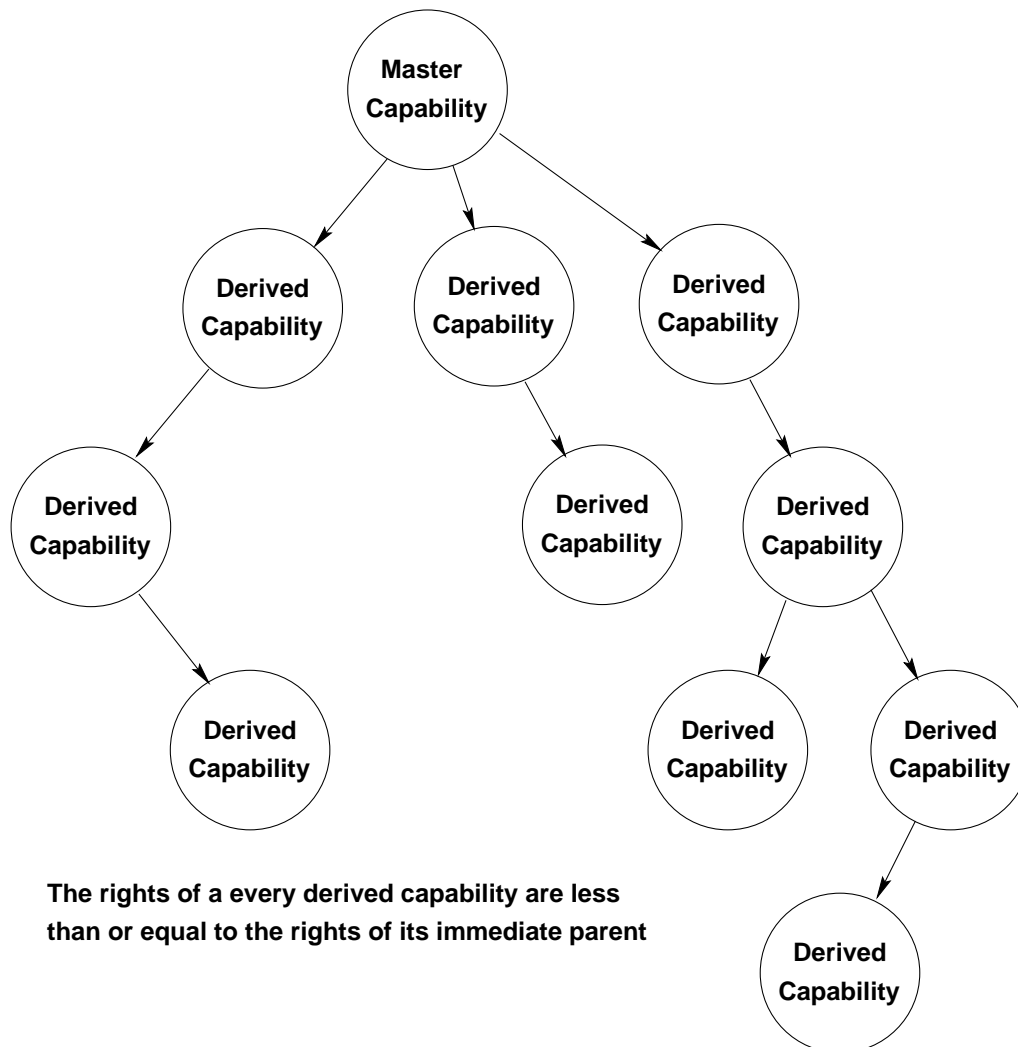 Master
Capability
Derived
Capability
Derived
Capability
Derived
Capability
Derived
Capability
Derived
Capability
Derived
Capability
Derived
Capability
Derived
Capability
Derived
Capability
The rights of a every derived capability are less
than or equal to the rights of its immediate parent
Derived
Capability